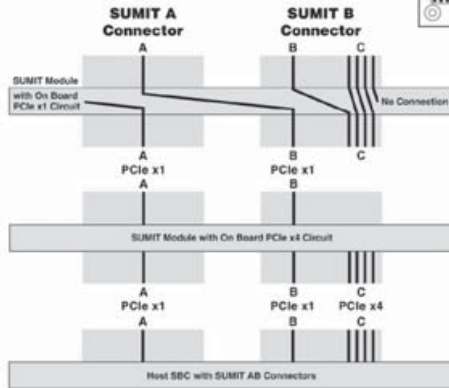 SUMIT A
Connector
SUMIT B
Connector
A
B
C
SUMIT Module
with On Board
PCIe x1 Circuit
No Connection
A
B
C
PCIe x1
PCIe x1
A
B
SUMIT Module with On Board PCIe x4 Circuit
A
B
C
PCIe x1
PCIe x1
PCIe x4
A
B
C
Host SBC with SUMIT AB Connectors